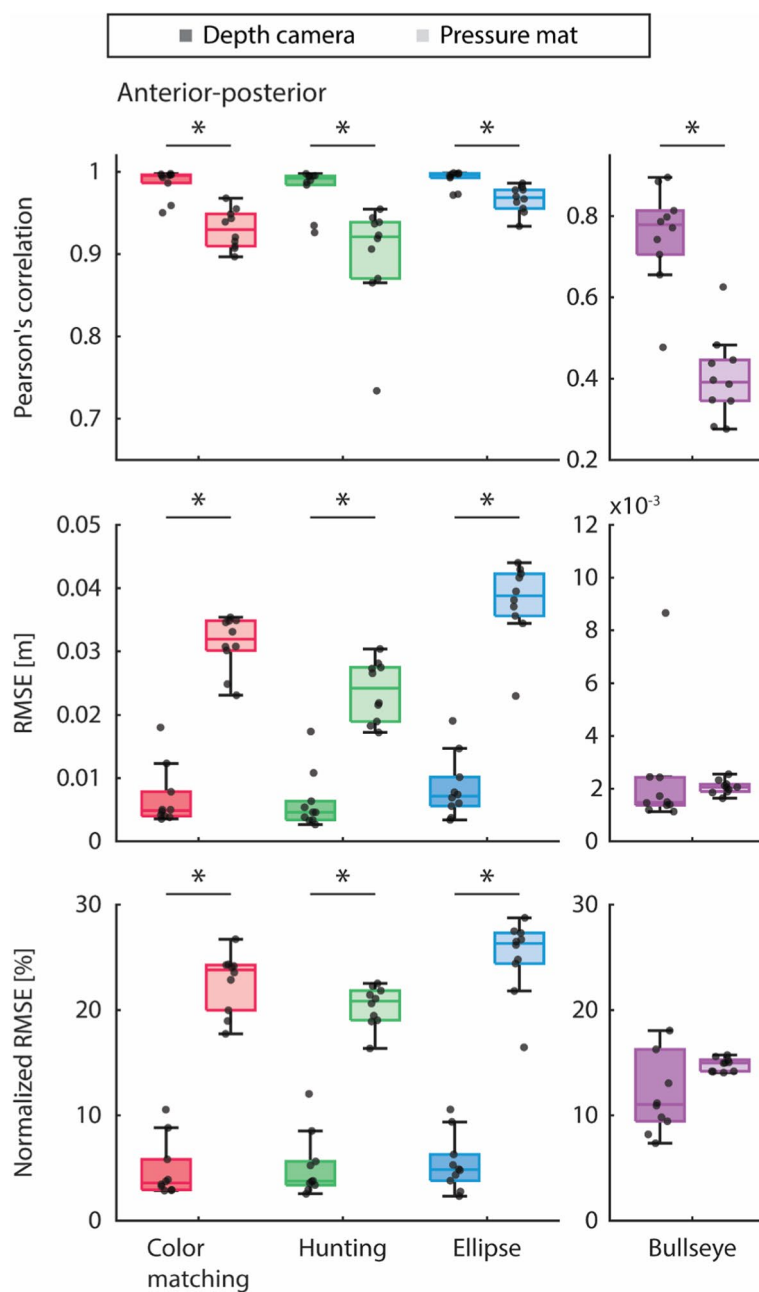 Depth camera Pressure mat
Anterior-posterior
* * * *
Pearson's correlation
1
0.9
0.8
0.7
0.8
0.6
0.4
0.2
* * *
RMSE [m]
0.05
0.04
0.03
0.02
0.01
0
x10⁻³
12
10
8
6
4
2
0
* * *
Normalized RMSE [%]
30
20
10
0
30
20
10
0
Color matching
Hunting
Ellipse
Bullseye